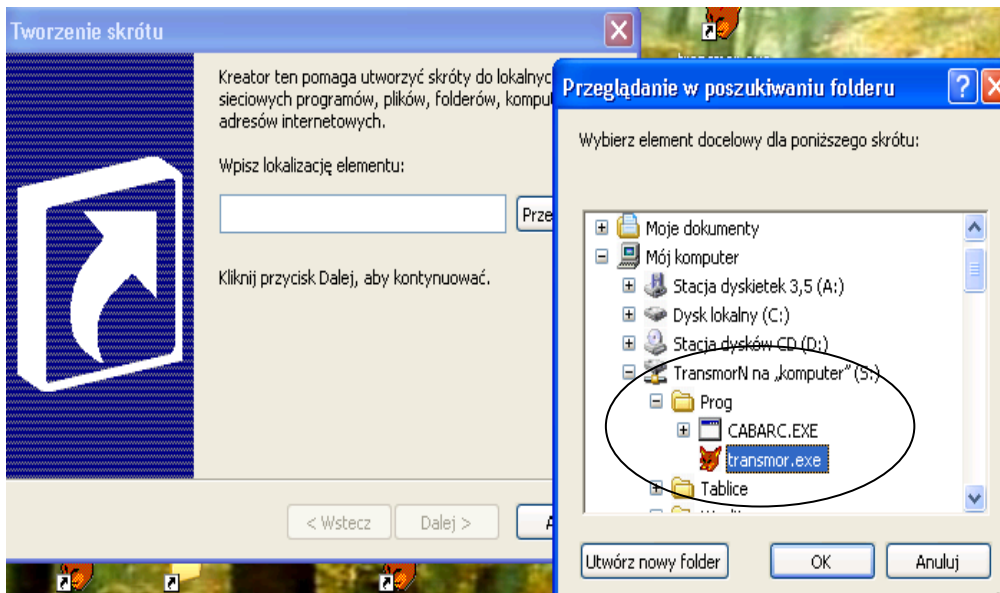 Tworzenie skrótu
Kreator ten pomaga utworzyć skróty do lokalnyc
sieciowych programów, plików, folderów, kompu
adresów internetowych.
Wpisz lokalizację elementu:
Prze
Kliknij przycisk Dalej, aby kontynuować.
< Wstecz
Dalej >
A
Przeglądanie w poszukiwaniu folderu
Wybierz element docelowy dla poniższego skrótu:
Moje dokumenty
Mój komputer
Stacja dyskietek 3,5 (A:)
Dysk lokalny (C:)
Stacja dysków CD (D:)
TransmorN na „komputer” (S:)
Prog
CABARC.EXE
transmor.exe
Tablice
Utwórz nowy folder
OK
Anuluj